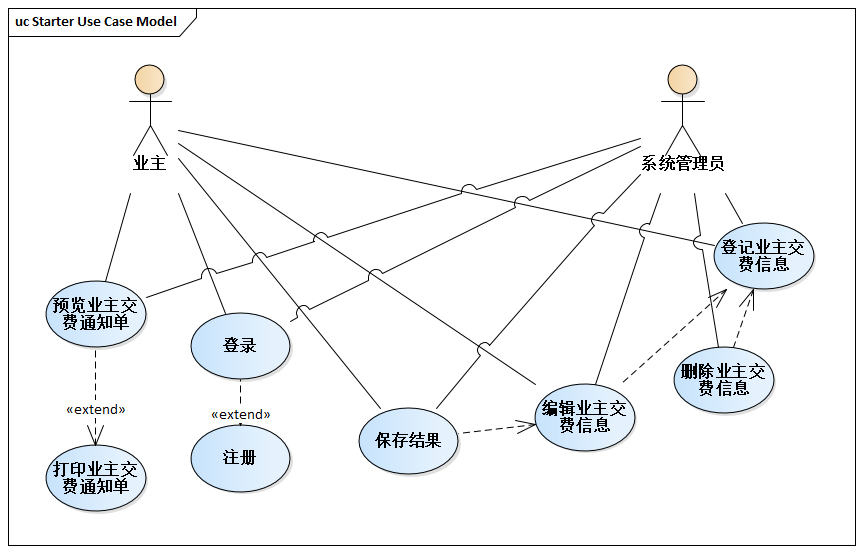 uc Starter Use Case Model
业主
系统管理员
登记业主交
费信息
预览业主交
费通知单
登录
删除业主交
费信息
«extend»
«extend»
编辑业主交
费信息
保存结果
注册
打印业主交
费通知单